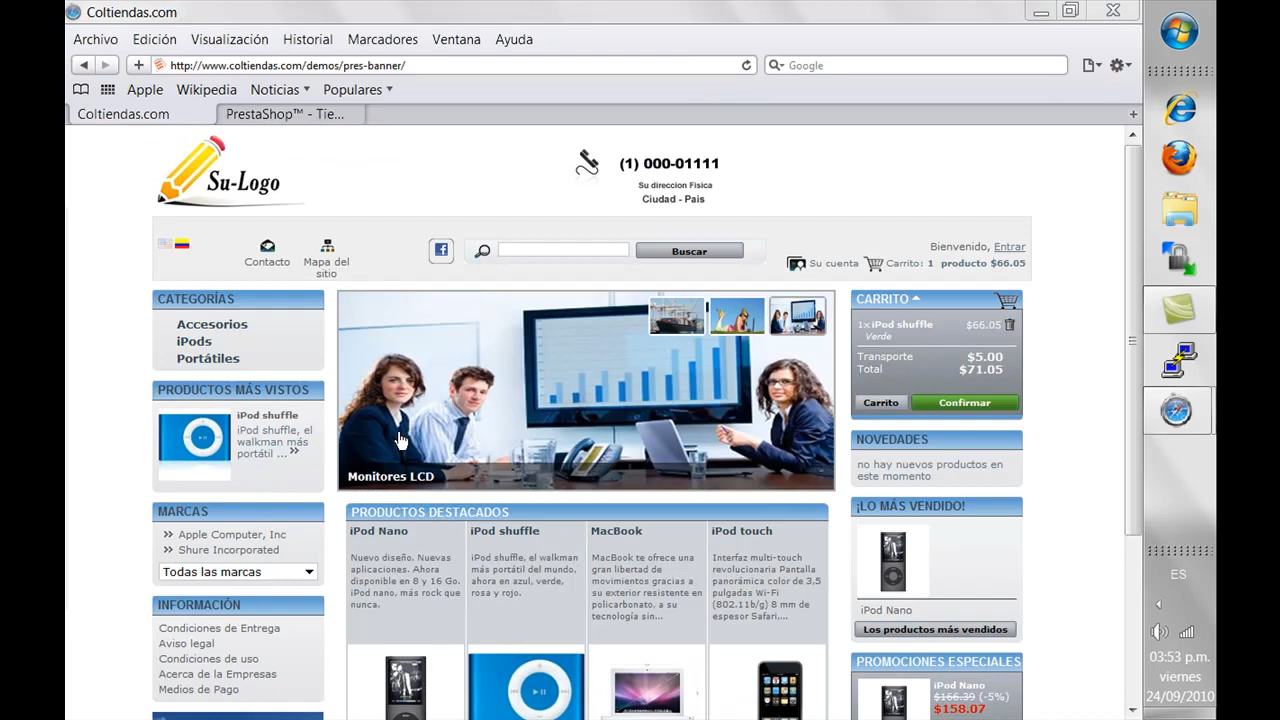 Coltiendas.com
Archivo Edición Visualización Historial Marcadores Ventana Ayuda
http://www.coltiendas.com/demos/pres-banner/
Google
Apple Wikipedia Noticias Populares
Coltiendas.com
PrestaShop™ - Tie...
Su-Logo
(1) 000-01111
Su direccion Fisica
Ciudad - Pais
Contacto
Mapa del
sitio
Buscar
Bienvenido, Entrar
Su cuenta
Carrito: 1 producto $66.05
CATEGORÍAS
Accesorios
iPods
Portátiles
PRODUCTOS MÁS VISTOS
iPod shuffle
iPod shuffle, el
walkman más
portátil ...
MARCAS
Apple Computer, Inc
Shure Incorporated
Todas las marcas
INFORMACIÓN
Condiciones de Entrega
Aviso legal
Condiciones de uso
Acerca de la Empresas
Medios de Pago
Monitores LCD
PRODUCTOS DESTACADOS
iPod Nano
Nuevo diseño. Nuevas
aplicaciones. Ahora
disponible en 8 y 16 Go.
iPod nano, más rock que
nunca.
iPod shuffle
iPod shuffle, el walkman
más portátil del mundo,
ahora en azul, verde,
rosa y rojo.
MacBook
MacBook te ofrece una
gran libertad de
movimientos gracias a
su exterior resistente en
policarbonato, a su
tecnología sin...
iPod touch
Interfaz multi-touch
revolucionaria Pantalla
panorámica color de 3,5
pulgadas Wi-Fi
(802.11b/g) 8 mm de
espesor Safari,...
CARRITO
1x iPod shuffle $66.05
Verde
Transporte $5.00
Total $71.05
Carrito
Confirmar
NOVEDADES
no hay nuevos productos en
este momento
¡LO MÁS VENDIDO!
iPod Nano
Los productos más vendidos
PROMOCIONES ESPECIALES
iPod Nano
$166.39 (-5%)
$158.07
ES
03:53 p.m.
viernes
24/09/2010